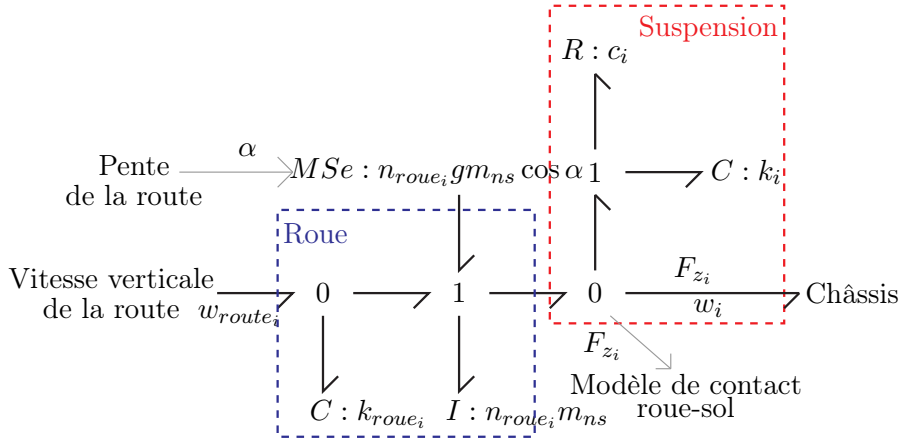 Suspension
R : c_i
α
Pente
de la route
MSe : n_{roue_i} g m_{ns} cos α
1
C : k_i
Roue
Vitesse verticale
de la route
w_{route_i}
0
1
0
F_{z_i}
w_i
Châssis
F_{z_i}
Modèle de contact
roue-sol
C : k_{roue_i}
I : n_{roue_i} m_{ns}